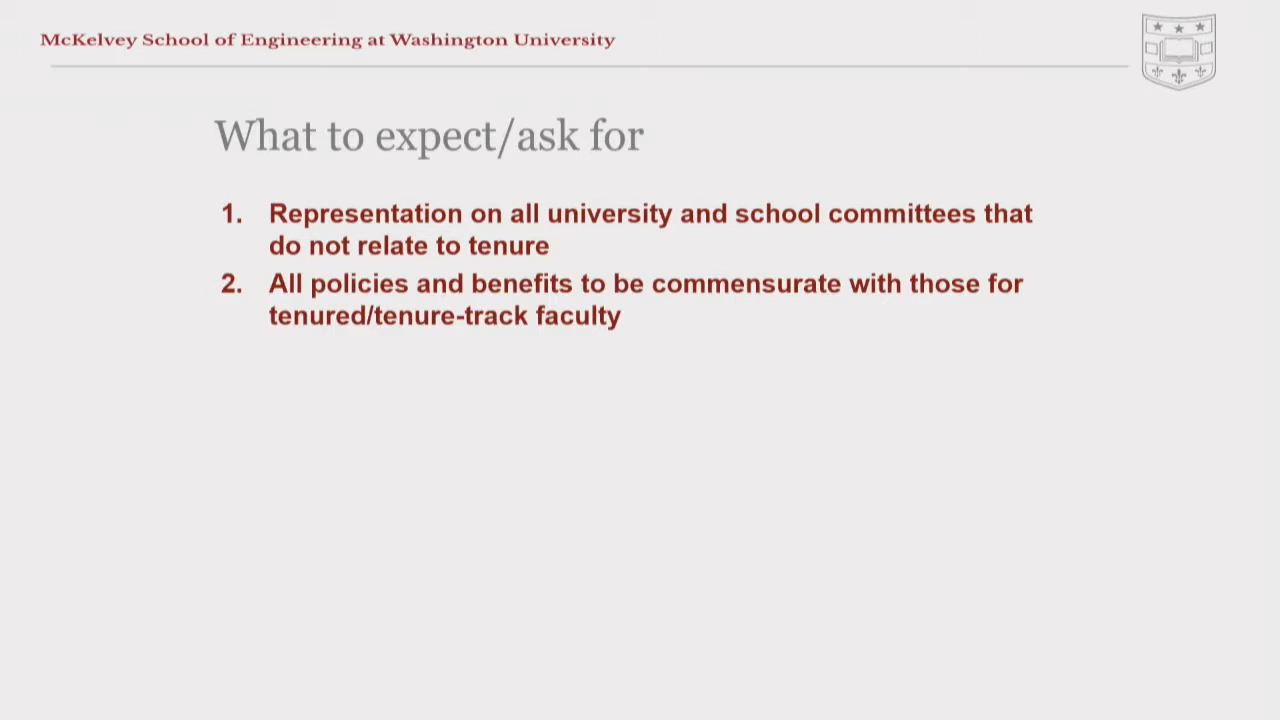 McKelvey School of Engineering at Washington University
What to expect/ask for
1. Representation on all university and school committees that
do not relate to tenure
2. All policies and benefits to be commensurate with those for
tenured/tenure-track faculty